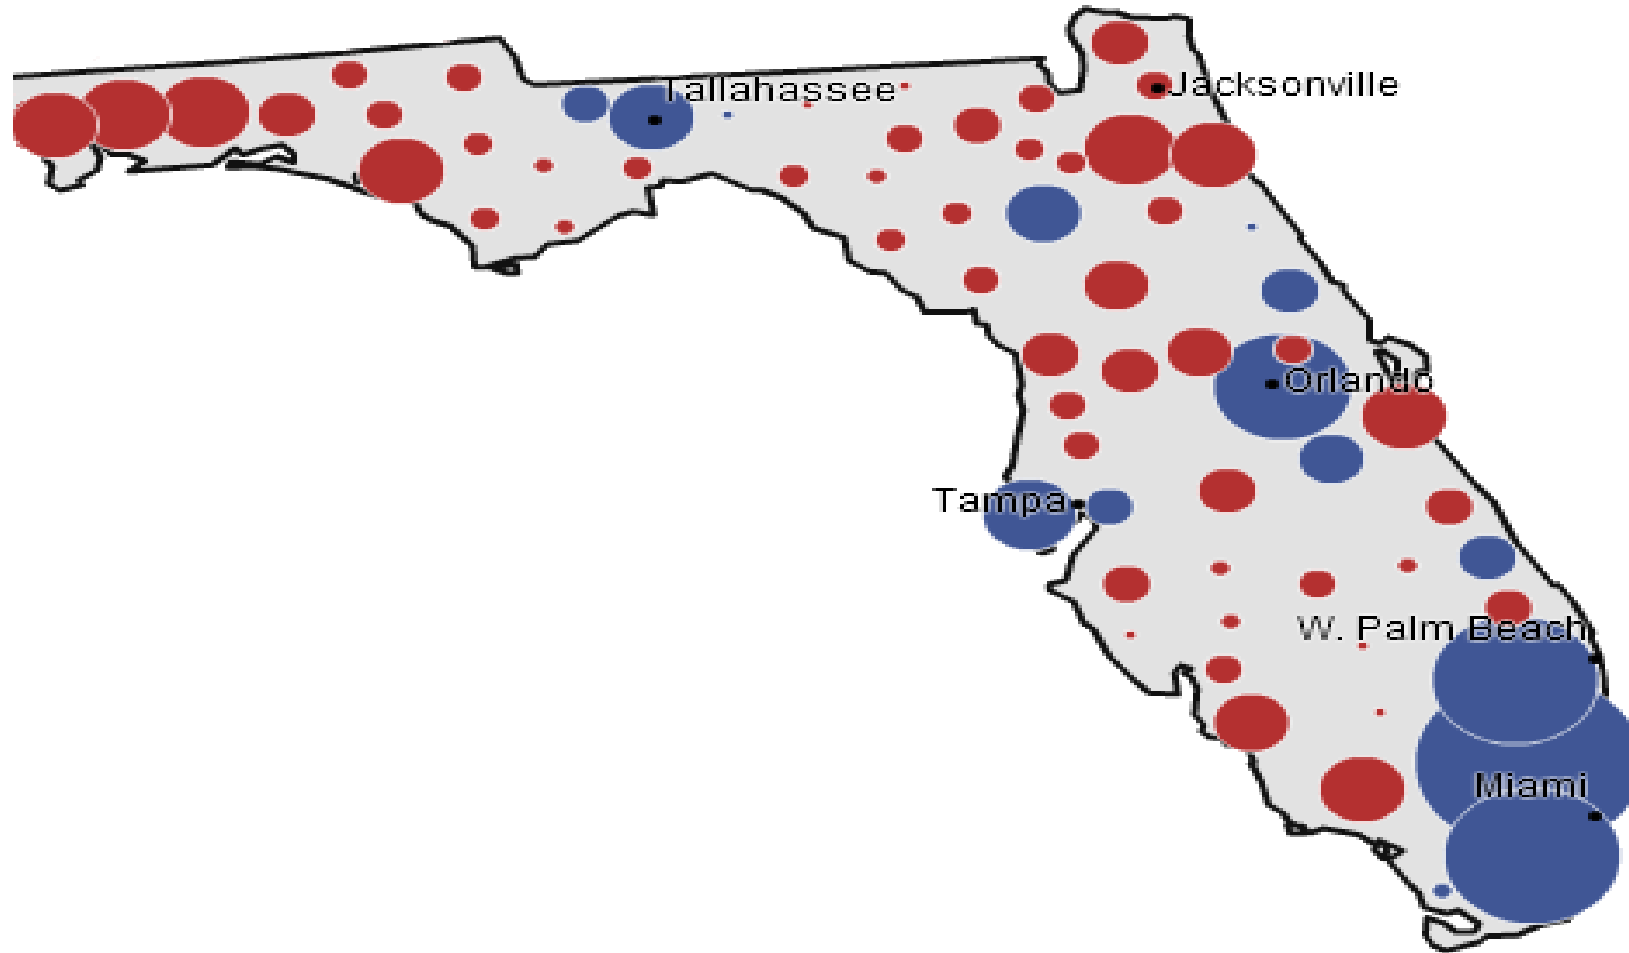 Tallahassee
Jacksonville
Orlando
Tampa
W. Palm Beach
Miami